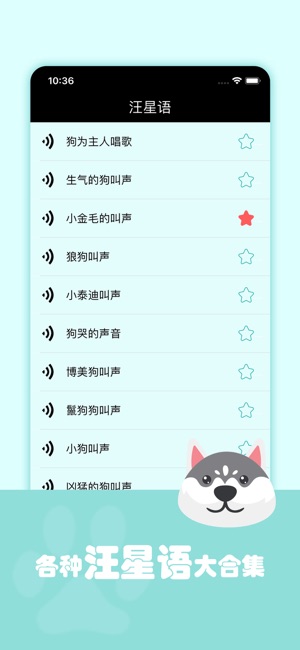 10:36
汪星语
狗为主人唱歌
生气的狗叫声
小金毛的叫声
狼狗叫声
小泰迪叫声
狗哭的声音
博美狗叫声
鬣狗狗叫声
小狗叫声
凶猛的狗叫声
各种汪星语大合集